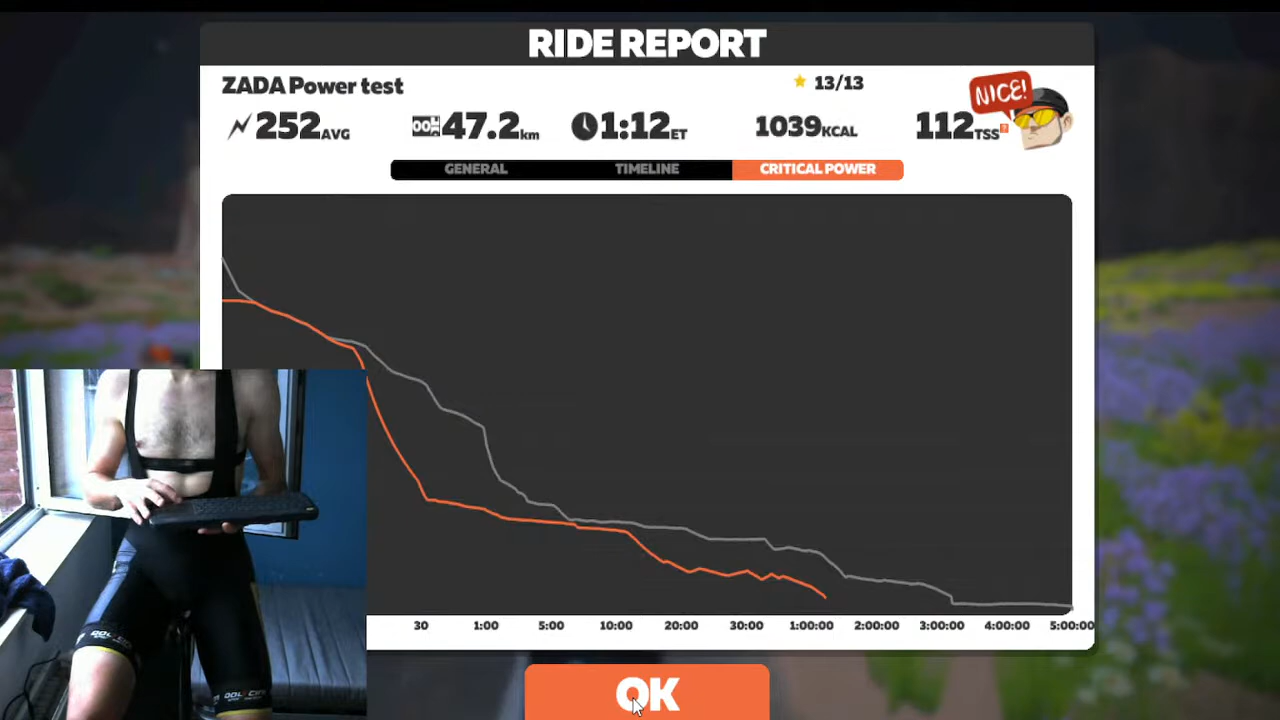 RIDE REPORT
ZADA Power test
13/13
NICE!
252AVG
47.2km
1:12ET
1039KCAL
112TSS
GENERAL
TIMELINE
CRITICAL POWER
30
1:00
5:00
10:00
20:00
30:00
1:00:00
2:00:00
3:00:00
4:00:00
5:00:00
OK